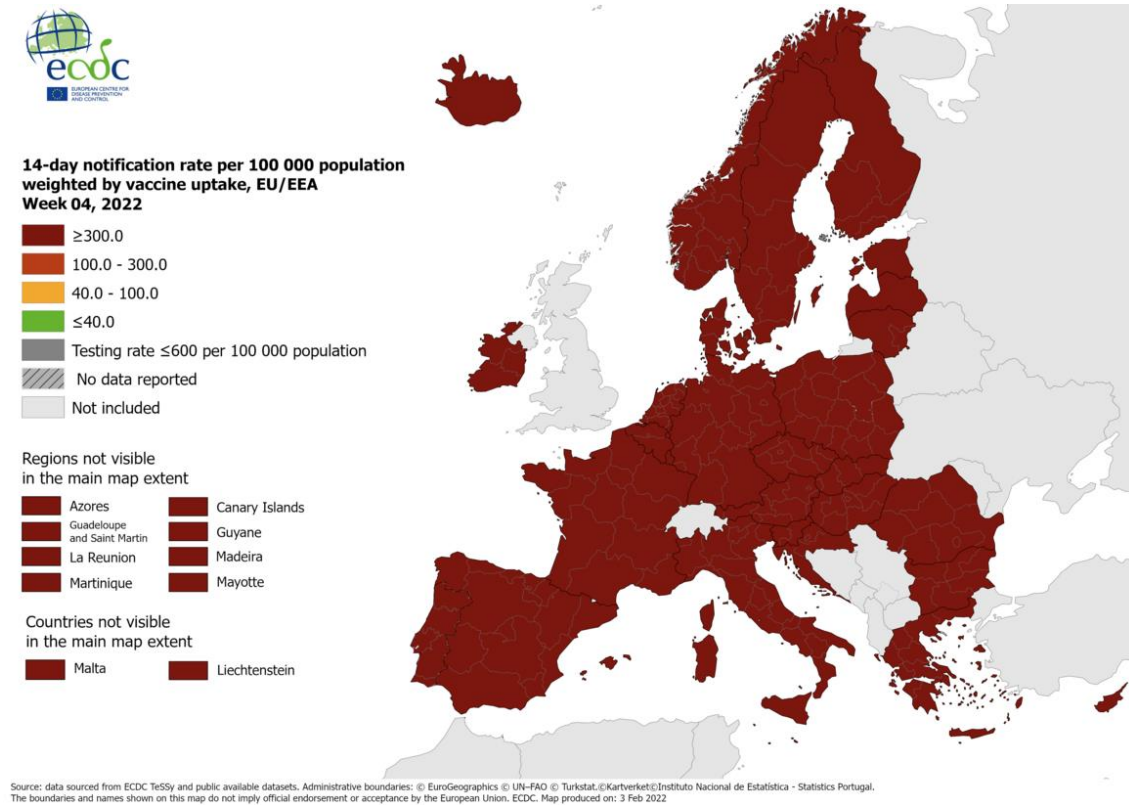 ecdc
EUROPEAN CENTRE FOR
DISEASE PREVENTION
AND CONTROL
14-day notification rate per 100 000 population
weighted by vaccine uptake, EU/EEA
Week 04, 2022
≥300.0
100.0 - 300.0
40.0 - 100.0
≤40.0
Testing rate ≤600 per 100 000 population
No data reported
Not included
Regions not visible
in the main map extent
Azores
Canary Islands
Guadeloupe
and Saint Martin
Guyane
La Reunion
Madeira
Martinique
Mayotte
Countries not visible
in the main map extent
Malta
Liechtenstein
Source: data sourced from ECDC TeSSy and public available datasets. Administrative boundaries: © EuroGeographics © UN–FAO © Turkstat.©Kartverket©Instituto Nacional de Estatística - Statistics Portugal.
The boundaries and names shown on this map do not imply official endorsement or acceptance by the European Union. ECDC. Map produced on: 3 Feb 2022